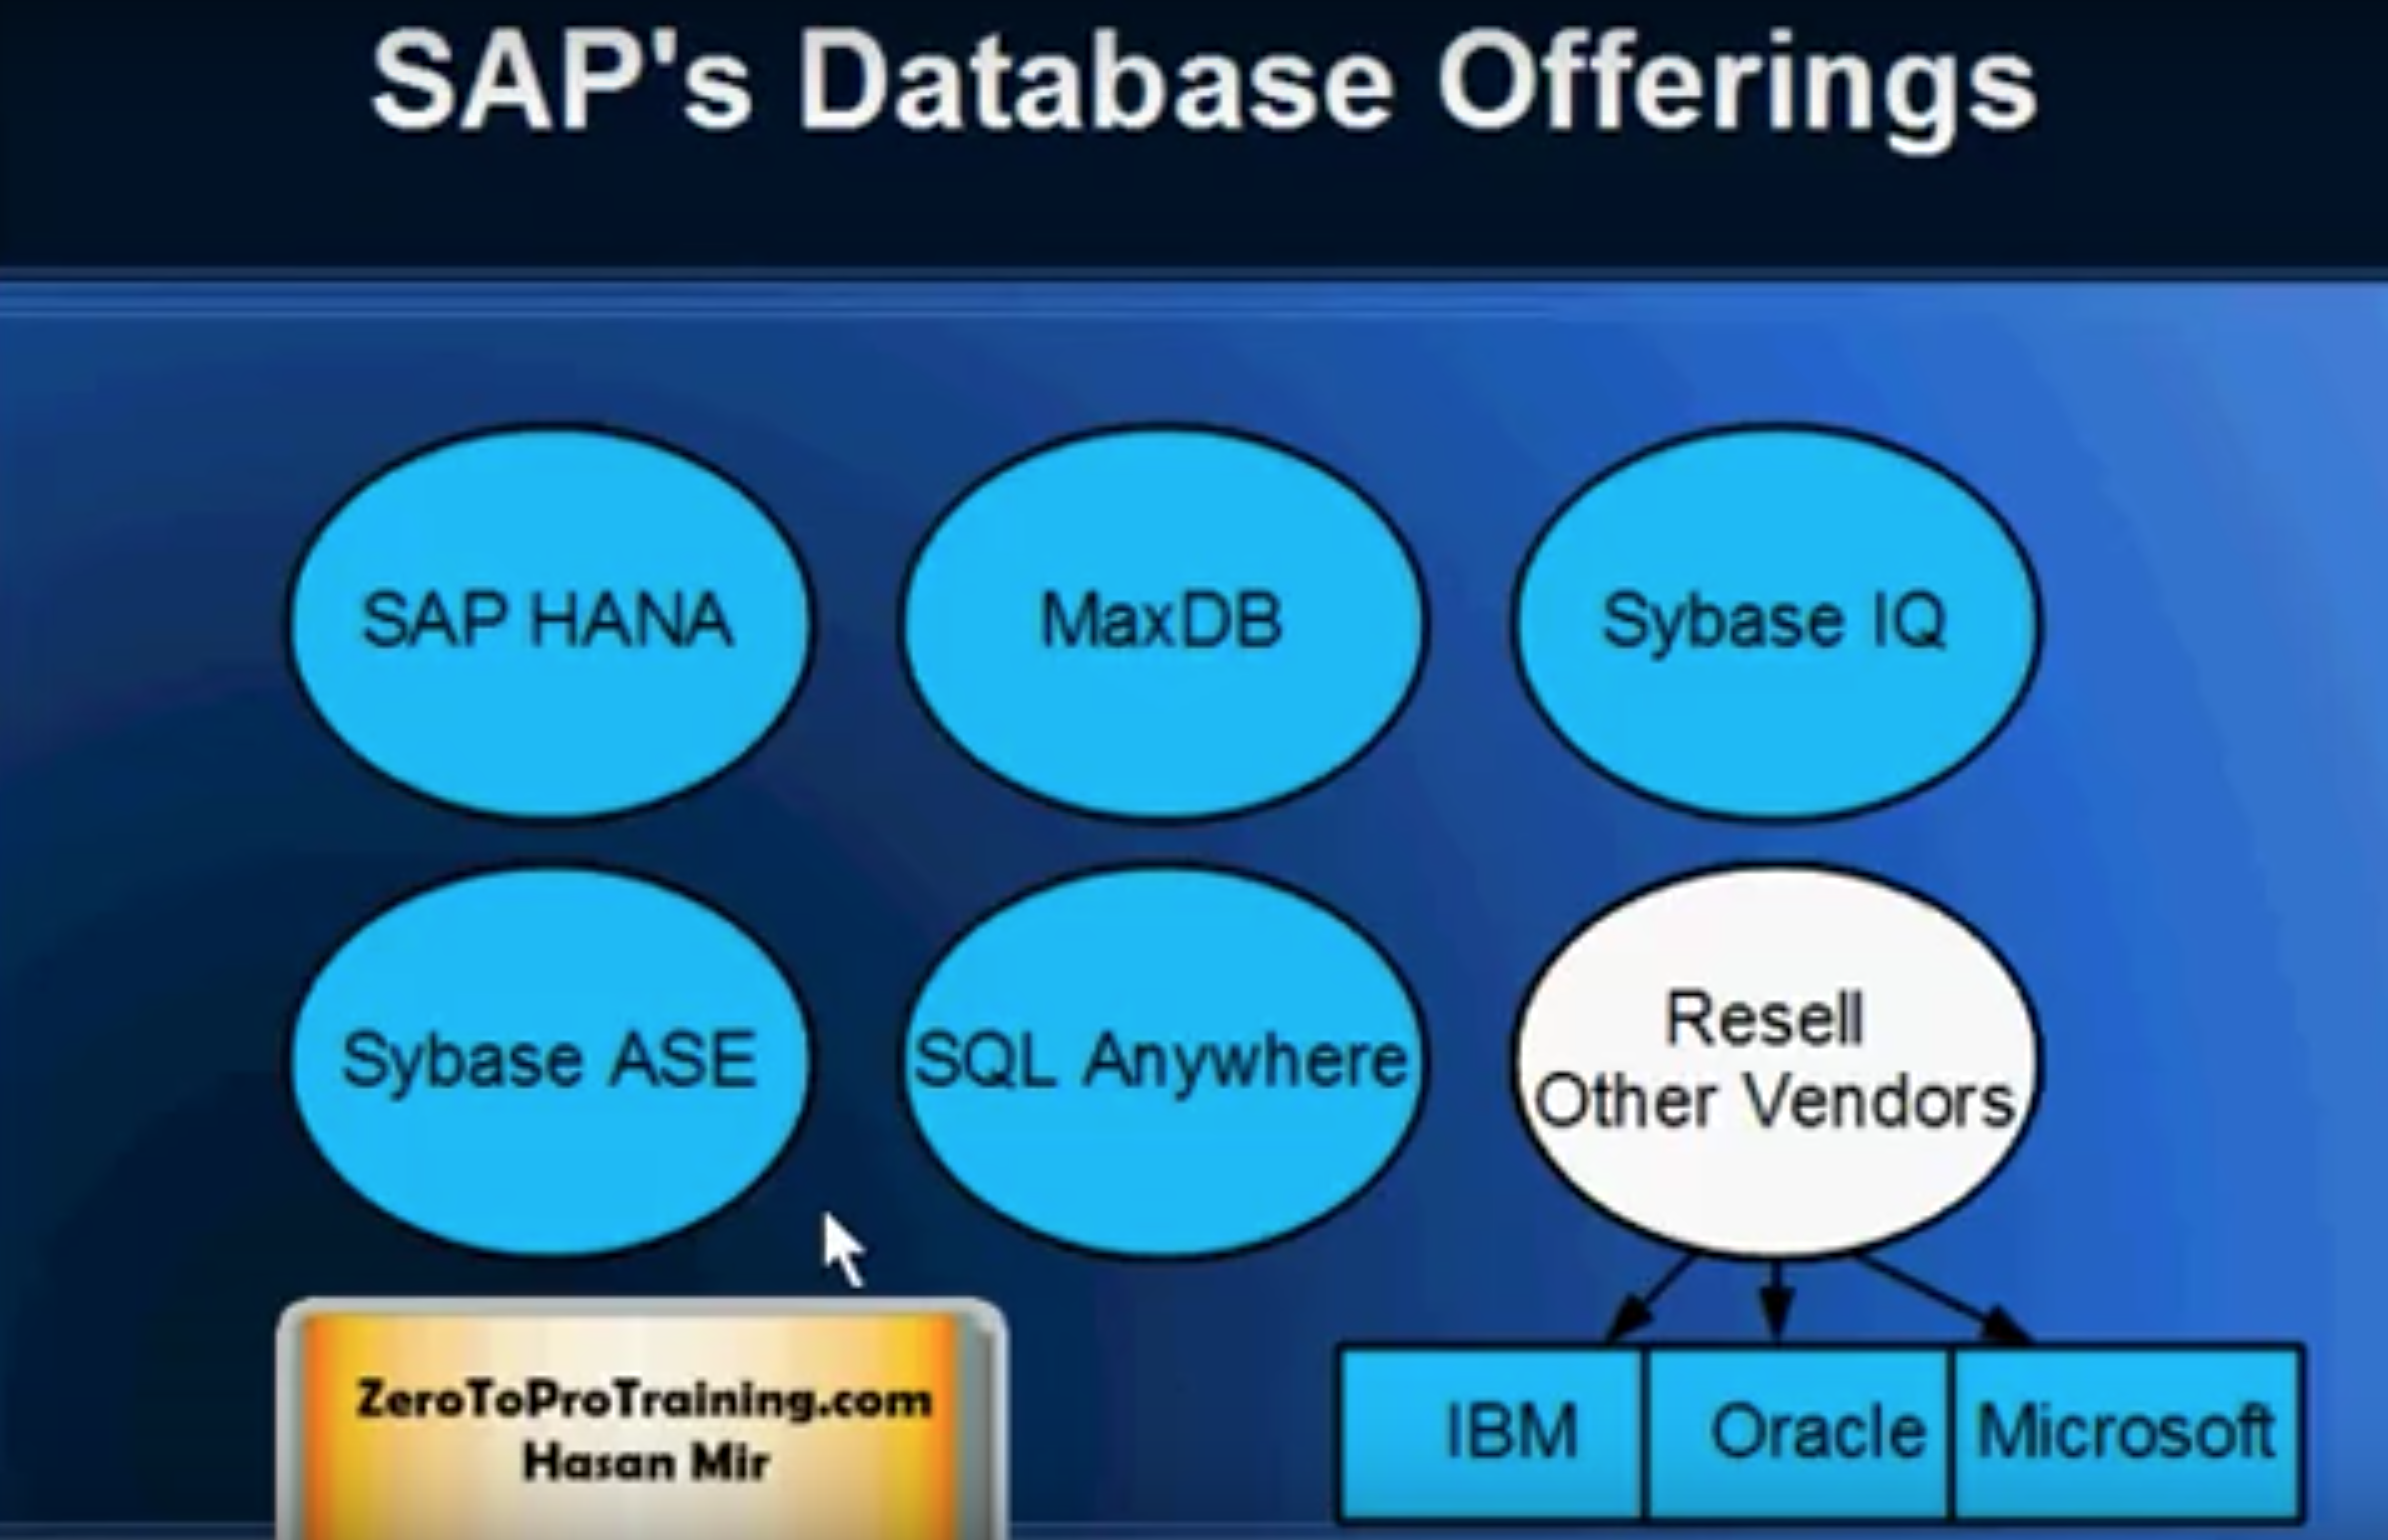 SAP's Database Offerings
SAP HANA
MaxDB
Sybase IQ
Sybase ASE
SQL Anywhere
Resell
Other Vendors
IBM
Oracle
Microsoft
ZeroToProTraining.com
Hasan Mir